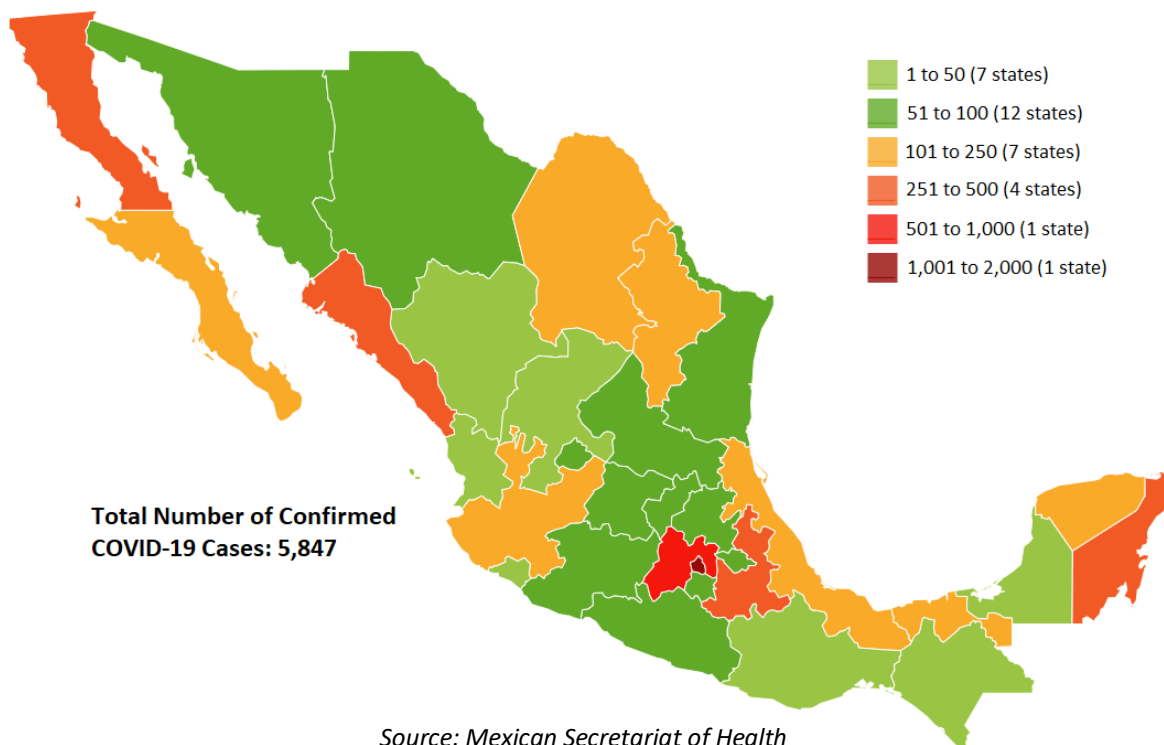 1 to 50 (7 states)
51 to 100 (12 states)
101 to 250 (7 states)
251 to 500 (4 states)
501 to 1,000 (1 state)
1,001 to 2,000 (1 state)
Total Number of Confirmed
COVID-19 Cases: 5,847
Source: Mexican Secretariat of Health